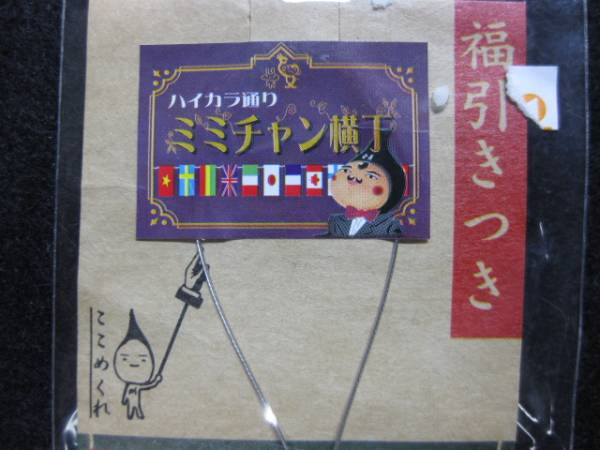 福引きつき
ハイカラ通り
ミミチャン横丁
ここめくれ